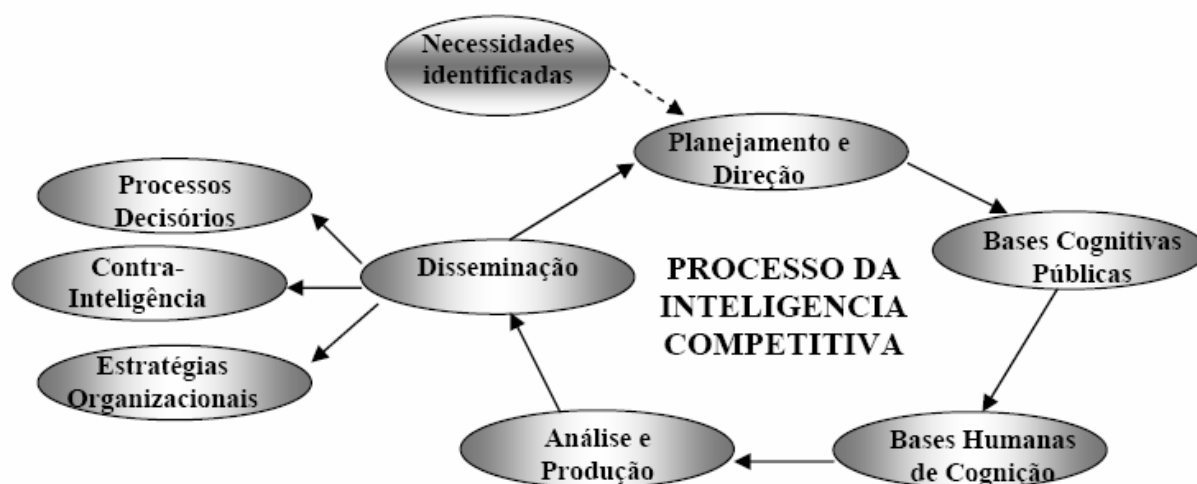 Necessidades
identificadas
Planejamento e
Direção
Processos
Decisórios
Bases Cognitivas
Públicas
Contra-
Inteligência
Disseminação
PROCESSO DA
INTELIGENCIA
COMPETITIVA
Estratégias
Organizacionais
Análise e
Produção
Bases Humanas
de Cognição